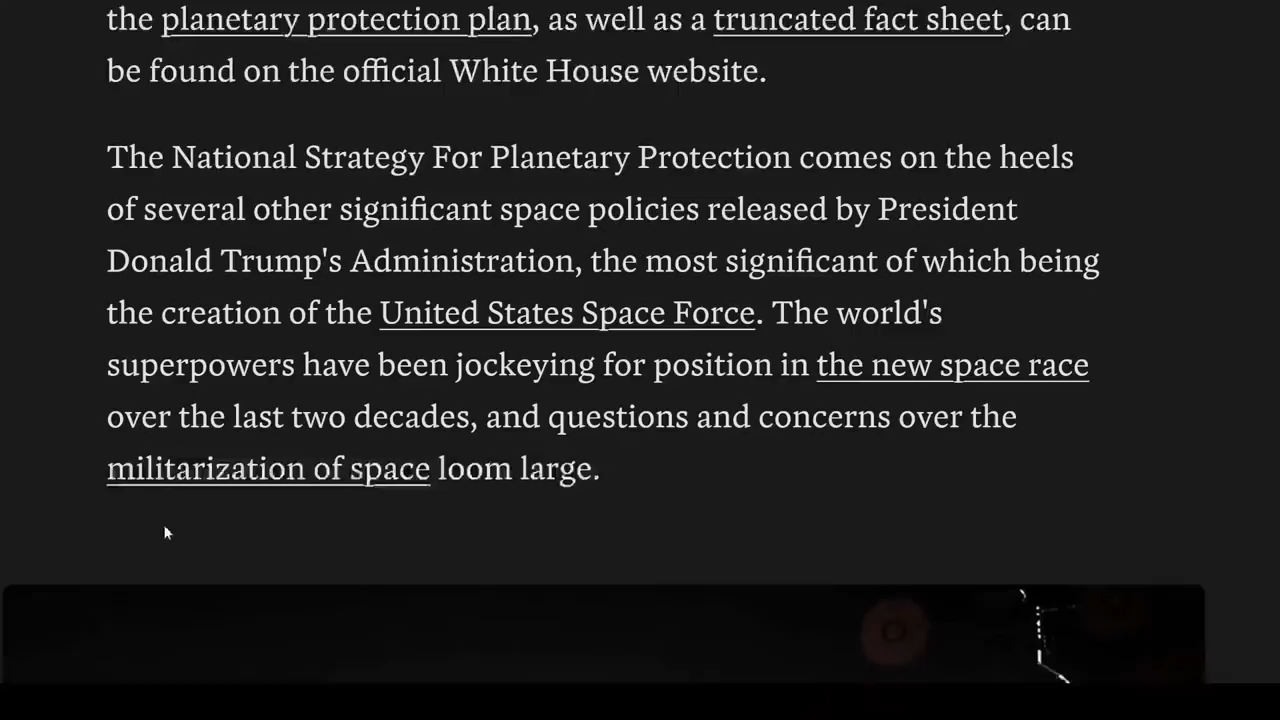 the planetary protection plan, as well as a truncated fact sheet, can
be found on the official White House website.
The National Strategy For Planetary Protection comes on the heels
of several other significant space policies released by President
Donald Trump's Administration, the most significant of which being
the creation of the United States Space Force. The world's
superpowers have been jockeying for position in the new space race
over the last two decades, and questions and concerns over the
militarization of space loom large.